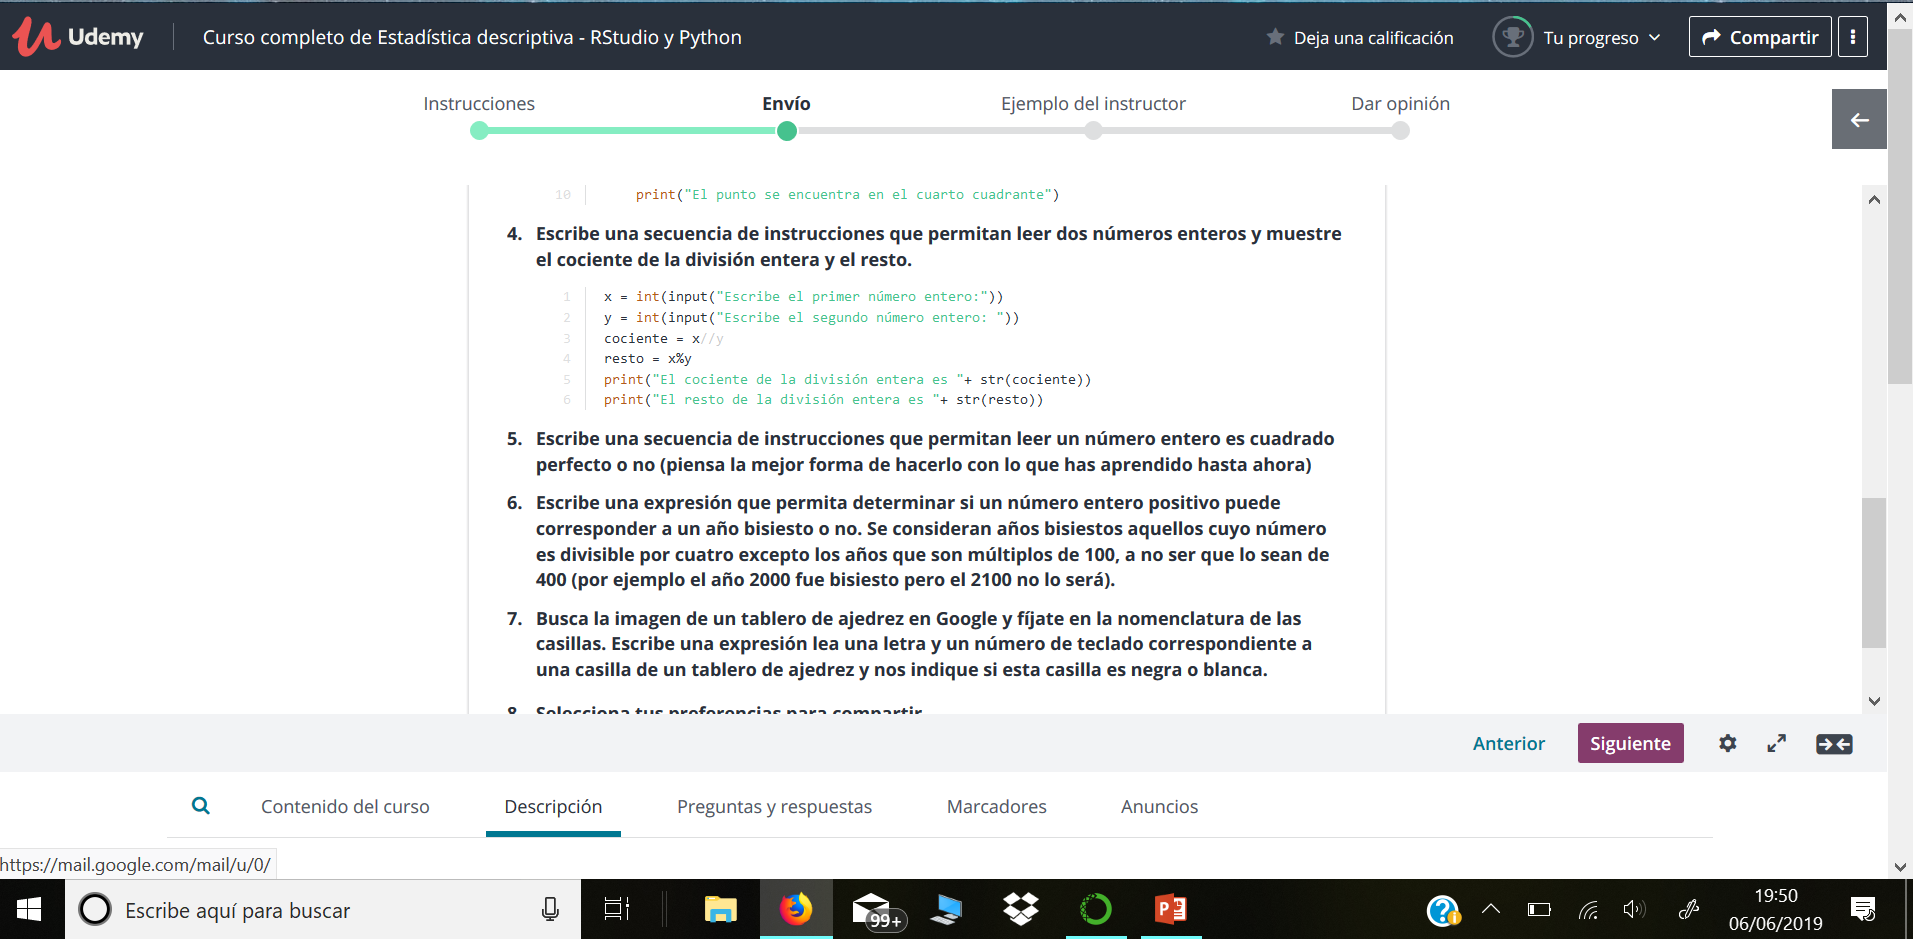 Udemy
Curso completo de Estadística descriptiva - RStudio y Python
Deja una calificación
Tu progreso
Compartir
Instrucciones
Envío
Ejemplo del instructor
Dar opinión
10 print("El punto se encuentra en el cuarto cuadrante")
4. Escribe una secuencia de instrucciones que permitan leer dos números enteros y muestre
el cociente de la división entera y el resto.
1 x = int(input("Escribe el primer número entero:"))
2 y = int(input("Escribe el segundo número entero: "))
3 cociente = x//y
4 resto = x%y
5 print("El cociente de la división entera es "+ str(cociente))
6 print("El resto de la división entera es "+ str(resto))
5. Escribe una secuencia de instrucciones que permitan leer un número entero es cuadrado
perfecto o no (piensa la mejor forma de hacerlo con lo que has aprendido hasta ahora)
6. Escribe una expresión que permita determinar si un número entero positivo puede
corresponder a un año bisiesto o no. Se consideran años bisiestos aquellos cuyo número
es divisible por cuatro excepto los años que son múltiplos de 100, a no ser que lo sean de
400 (por ejemplo el año 2000 fue bisiesto pero el 2100 no lo será).
7. Busca la imagen de un tablero de ajedrez en Google y fíjate en la nomenclatura de las
casillas. Escribe una expresión lea una letra y un número de teclado correspondiente a
una casilla de un tablero de ajedrez y nos indique si esta casilla es negra o blanca.
8. Selecciona tus preferencias para compartir
Anterior
Siguiente
Contenido del curso
Descripción
Preguntas y respuestas
Marcadores
Anuncios
https://mail.google.com/mail/u/0/
Escribe aquí para buscar
99+
19:50
06/06/2019